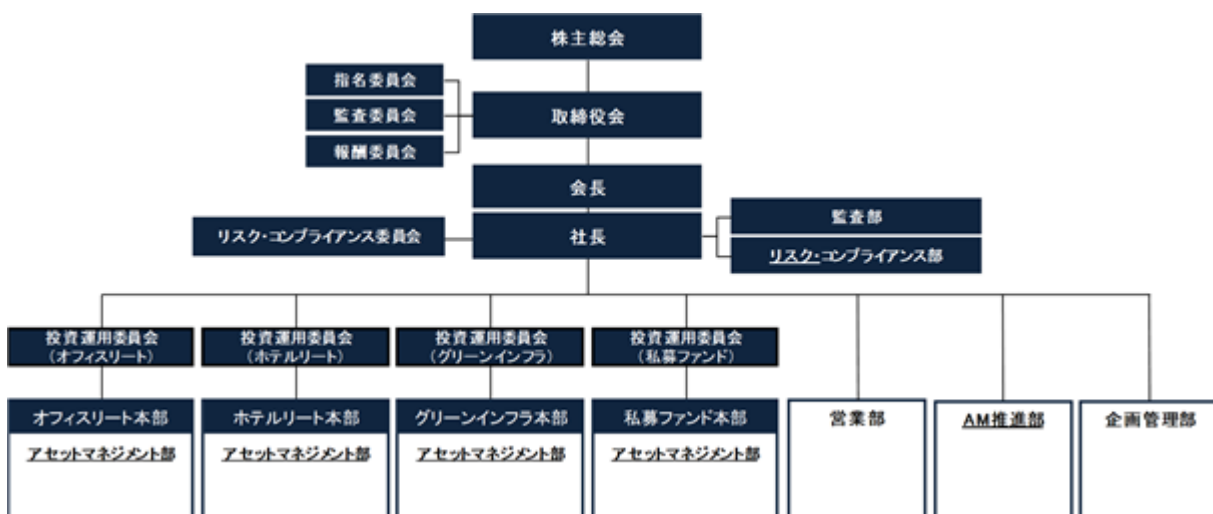 株主総会
指名委員会
監査委員会
取締役会
報酬委員会
会長
監査部
リスク・コンプライアンス委員会
社長
リスク・コンプライアンス部
投資運用委員会
(オフィスリート)
投資運用委員会
(ホテルリート)
投資運用委員会
(グリーンインフラ)
投資運用委員会
(私募ファンド)
オフィスリート本部
アセットマネジメント部
ホテルリート本部
アセットマネジメント部
グリーンインフラ本部
アセットマネジメント部
私募ファンド本部
アセットマネジメント部
営業部
AM推進部
企画管理部